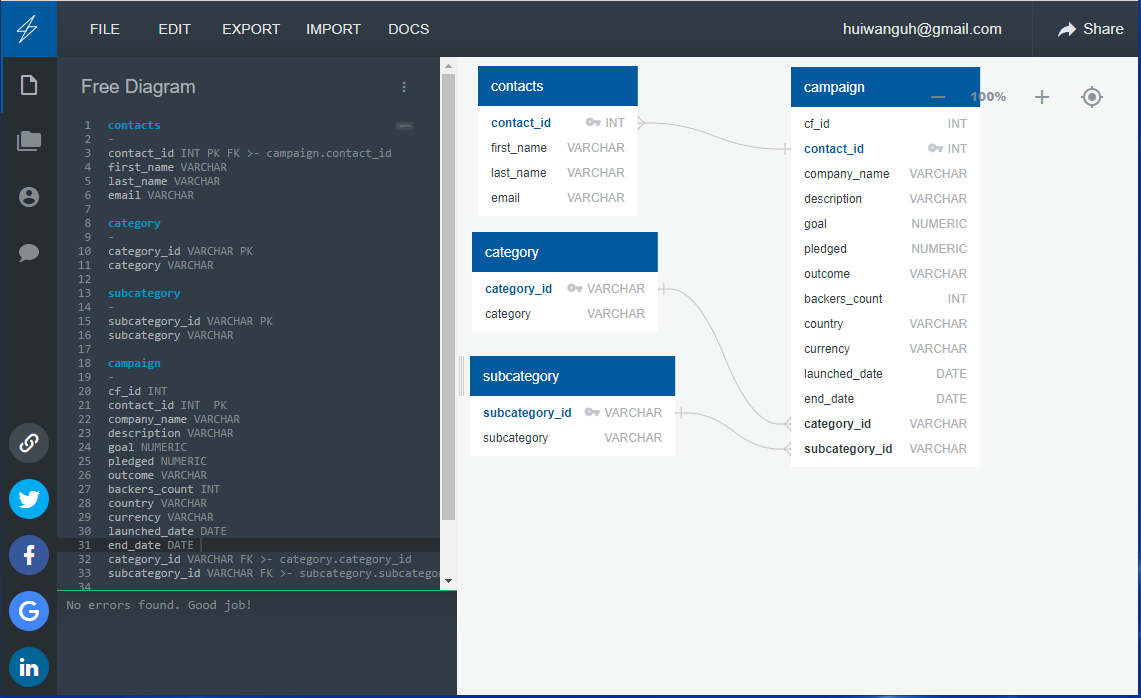 FILE EDIT EXPORT IMPORT DOCS huiwanguh@gmail.com Share
Free Diagram
1 contacts
2 -
3 contact_id INT PK FK >- campaign.contact_id
4 first_name VARCHAR
5 last_name VARCHAR
6 email VARCHAR
7
8 category
9 -
10 category_id VARCHAR PK
11 category VARCHAR
12
13 subcategory
14 -
15 subcategory_id VARCHAR PK
16 subcategory VARCHAR
17
18 campaign
19 -
20 cf_id INT
21 contact_id INT PK
22 company_name VARCHAR
23 description VARCHAR
24 goal NUMERIC
25 pledged NUMERIC
26 outcome VARCHAR
27 backers_count INT
28 country VARCHAR
29 currency VARCHAR
30 launched_date DATE
31 end_date DATE
32 category_id VARCHAR FK >- category.category_id
33 subcategory_id VARCHAR FK >- subcategory.subcatego
34
No errors found. Good job!
contacts
contact_id INT
first_name VARCHAR
last_name VARCHAR
email VARCHAR
category
category_id VARCHAR
category VARCHAR
subcategory
subcategory_id VARCHAR
subcategory VARCHAR
campaign
100%
cf_id INT
contact_id INT
company_name VARCHAR
description VARCHAR
goal NUMERIC
pledged NUMERIC
outcome VARCHAR
backers_count INT
country VARCHAR
currency VARCHAR
launched_date DATE
end_date DATE
category_id VARCHAR
subcategory_id VARCHAR
f
G
in